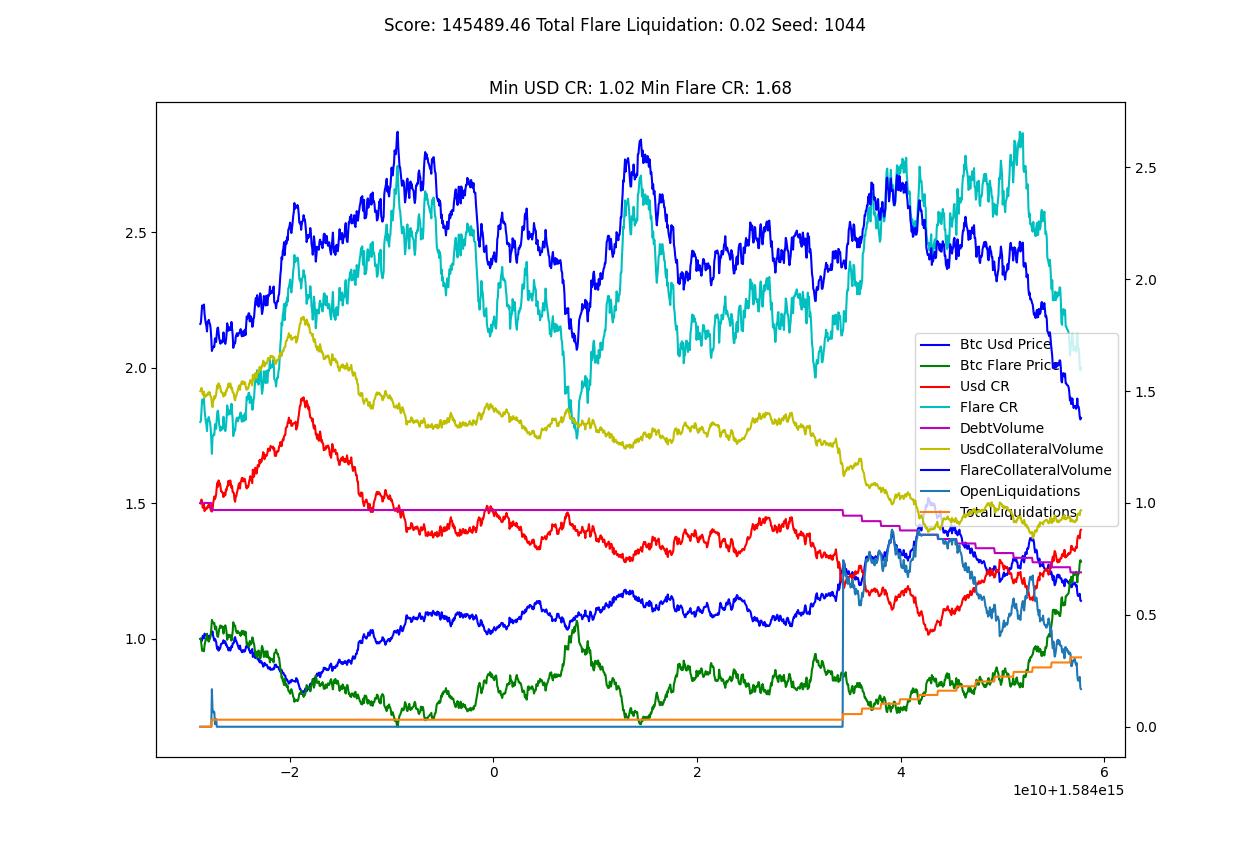 Score: 145489.46 Total Flare Liquidation: 0.02 Seed: 1044
Min USD CR: 1.02 Min Flare CR: 1.68
2.5
2.0
1.5
1.0
2.5
2.0
1.5
1.0
0.5
0.0
Btc Usd Price
Btc Flare Price
Usd CR
Flare CR
DebtVolume
UsdCollateralVolume
FlareCollateralVolume
OpenLiquidations
TotalLiquidations
−2 0 2 4 6
1e10+1.584e15